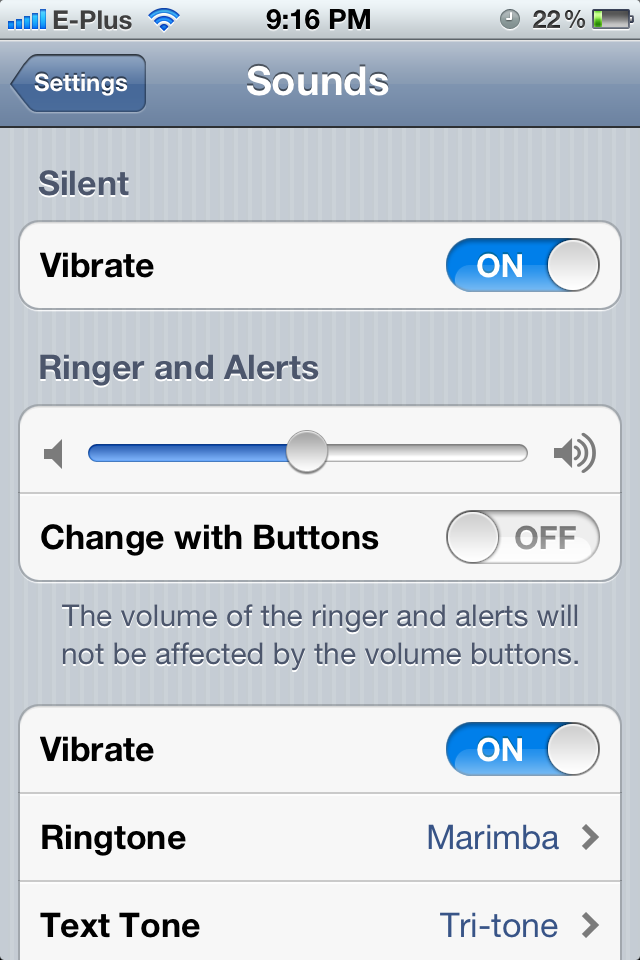 E-Plus 9:16 PM 22%
Settings Sounds
Silent
Vibrate ON
Ringer and Alerts
Change with Buttons OFF
The volume of the ringer and alerts will
not be affected by the volume buttons.
Vibrate ON
Ringtone Marimba
Text Tone Tri-tone